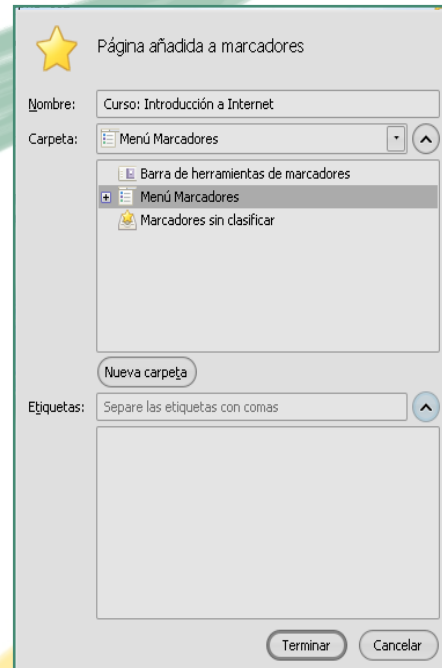 Página añadida a marcadores
Nombre: Curso: Introducción a Internet
Carpeta: Menú Marcadores
Barra de herramientas de marcadores
Menú Marcadores
Marcadores sin clasificar
Nueva carpeta
Etiquetas: Separe las etiquetas con comas
Terminar Cancelar